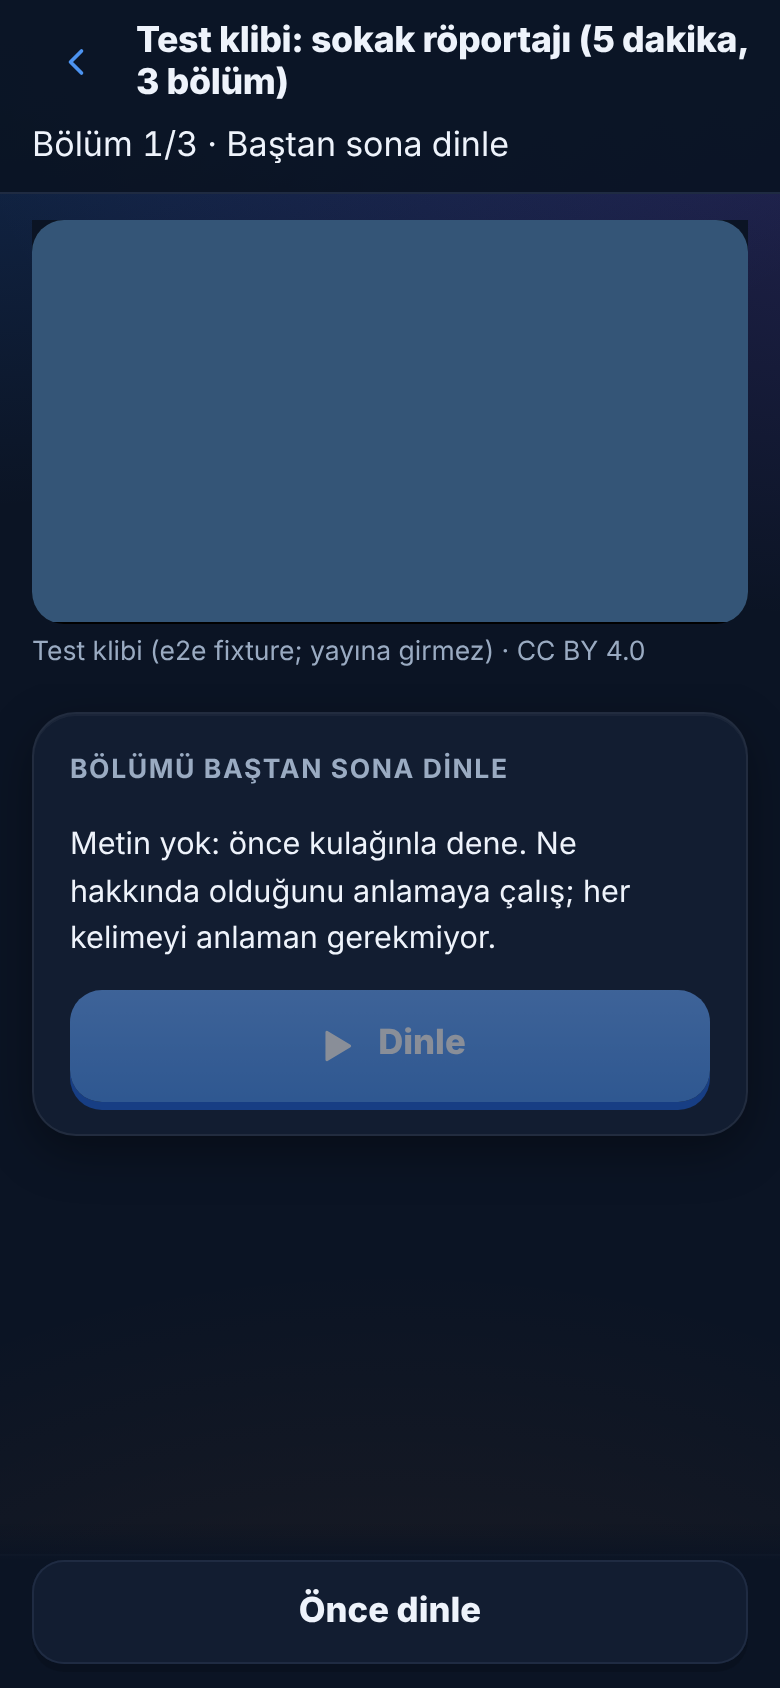 Test klibi: sokak röportajı (5 dakika,
3 bölüm)
Bölüm 1/3 · Baştan sona dinle
Test klibi (e2e fixture; yayına girmez) · CC BY 4.0
BÖLÜMÜ BAŞTAN SONA DİNLE
Metin yok: önce kulağınla dene. Ne
hakkında olduğunu anlamaya çalış; her
kelimeyi anlaman gerekmiyor.
Dinle
Önce dinle